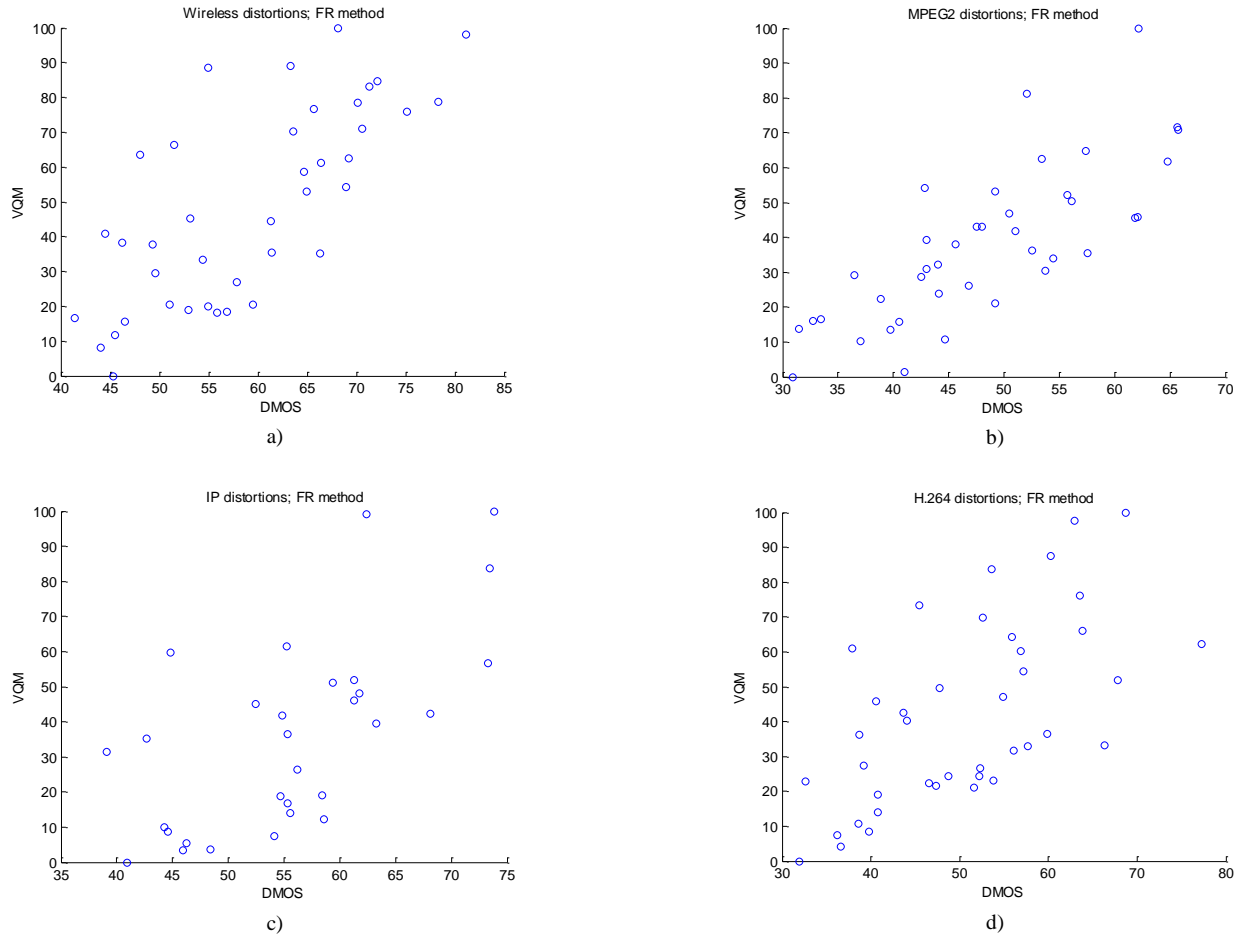 Wireless distortions; FR method
100
90
80
70
60
50
40
30
20
10
0
VQM
40 45 50 55 60 65 70 75 80 85
DMOS
a)
MPEG2 distortions; FR method
100
90
80
70
60
50
40
30
20
10
0
VQM
30 35 40 45 50 55 60 65 70
DMOS
b)
IP distortions; FR method
100
90
80
70
60
50
40
30
20
10
0
VQM
35 40 45 50 55 60 65 70 75
DMOS
c)
H.264 distortions; FR method
100
90
80
70
60
50
40
30
20
10
0
VQM
30 40 50 60 70 80
DMOS
d)